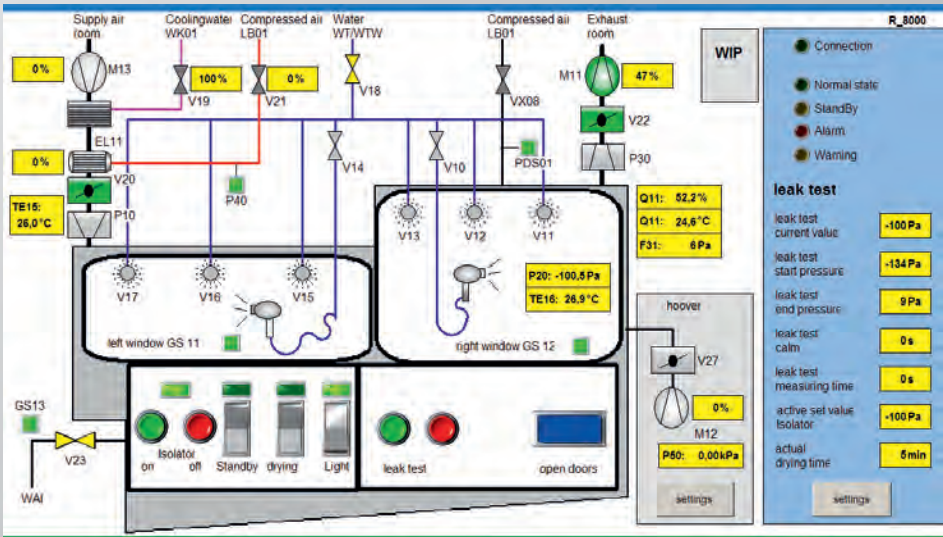 Supply air
room
Coolingwater
WK01
Compressed air
LB01
Water
WT/WTW
Compressed air
LB01
Exhaust
room
R_8000
0%
M13
V19
100%
V21
0%
V18
VX08
M11
47%
WIP
V22
EL11
0%
V20
P40
V14
V10
PDS01
P30
TE15:
26,0°C
P10
Q11: 52,2%
Q11: 24,6°C
F31: 6Pa
V17
V16
V15
V13
V12
V11
P20: -100,5Pa
TE16: 26,9°C
left window GS 11
right window GS 12
hoover
V27
0%
M12
P50: 0,00kPa
settings
GS13
V23
WAI
Isolator
on
off
Standby
drying
Light
leak test
open doors
Connection
Normal state
StandBy
Alarm
Warning
leak test
leak test
current value
-100Pa
leak test
start pressure
-134Pa
leak test
end pressure
9Pa
leak test
calm
0s
leak test
measuring time
0s
active set value
Isolator
-100Pa
actual
drying time
5min
settings